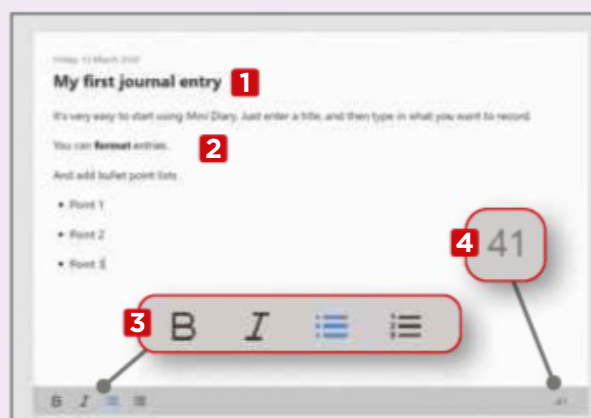 Friday, 13 March 2020
My first journal entry 1
It's very easy to start using Mini Diary. Just enter a title, and then type in what you want to record.
You can format entries. 2
And add bullet point lists
• Point 1
• Point 2
• Point 3
4 41
3 B I
B I 41